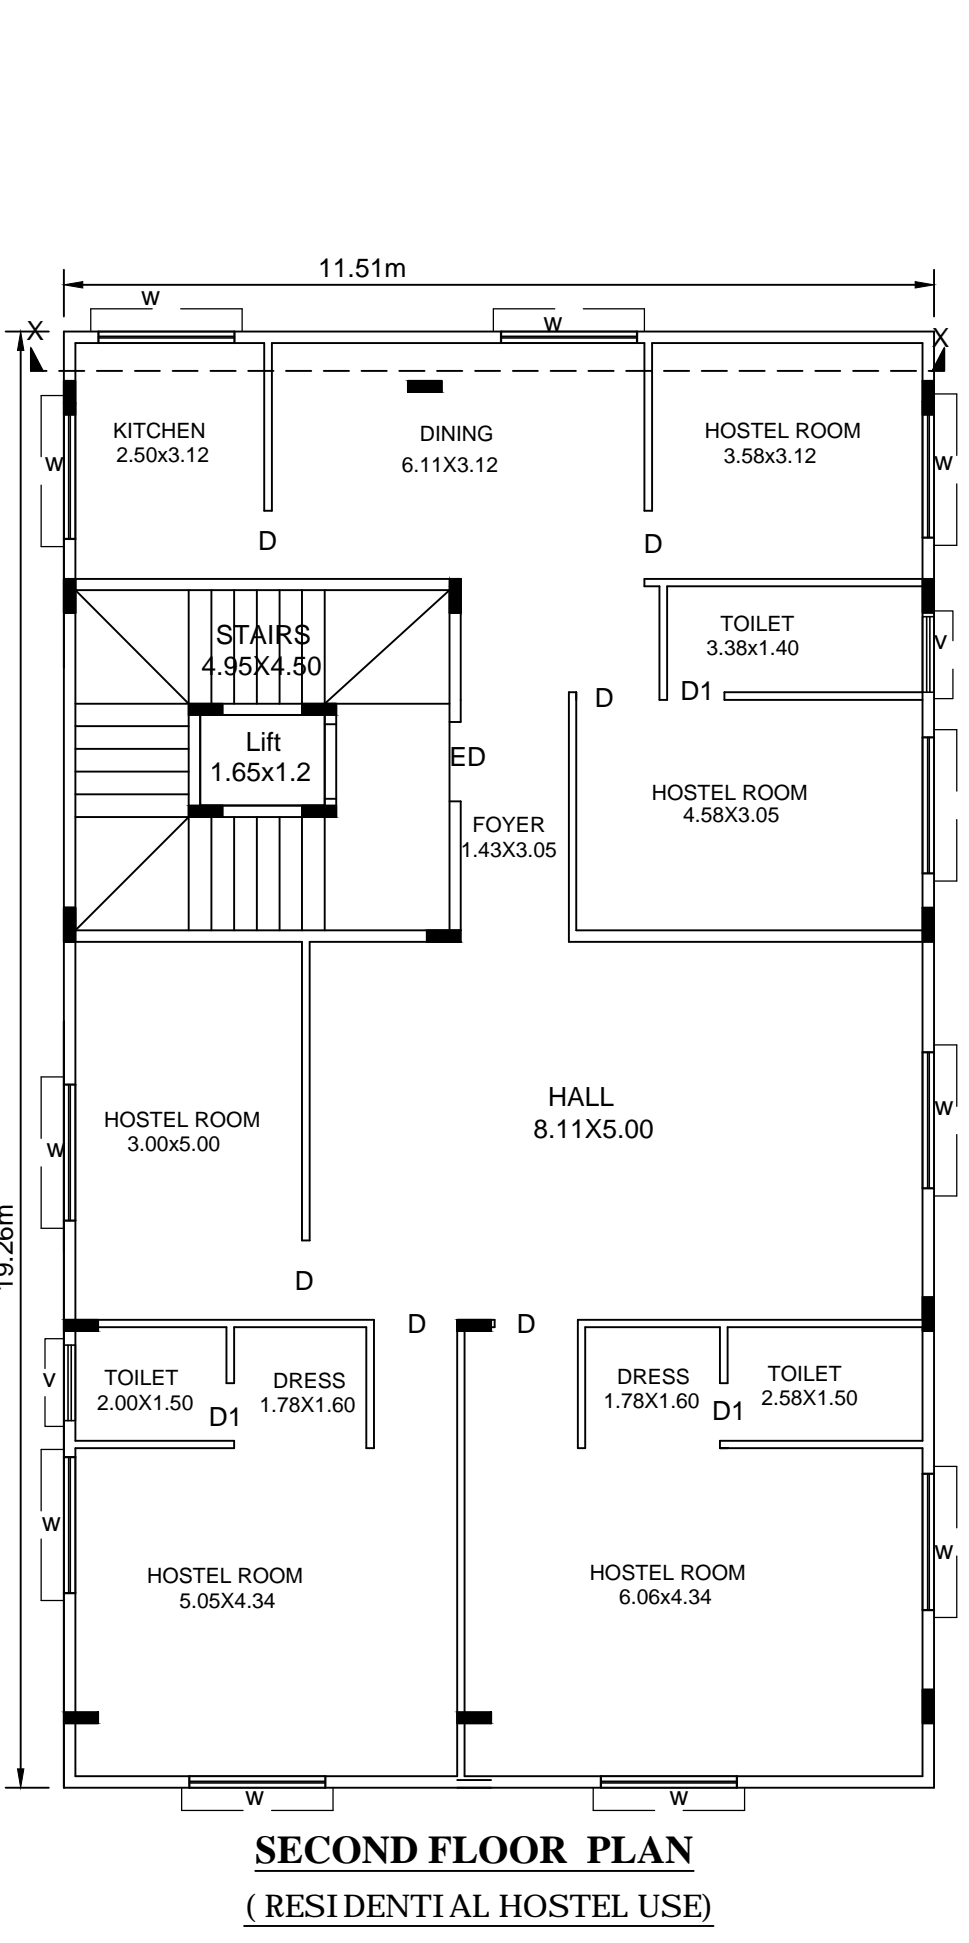 11.51m
w
w
X
X
KITCHEN
2.50x3.12
DINING
6.11X3.12
HOSTEL ROOM
3.58x3.12
w
w
D
D
STAIRS
4.95X4.50
TOILET
3.38x1.40
V
D
D1
Lift
1.65x1.2
ED
HOSTEL ROOM
4.58X3.05
FOYER
1.43X3.05
HALL
8.11X5.00
HOSTEL ROOM
3.00x5.00
w
w
19.26m
D
D
D
TOILET
2.00X1.50
DRESS
1.78X1.60
DRESS
1.78X1.60
TOILET
2.58X1.50
V
D1
D1
w
w
HOSTEL ROOM
5.05X4.34
HOSTEL ROOM
6.06x4.34
w
w
SECOND FLOOR PLAN
( RESIDENTIAL HOSTEL USE)